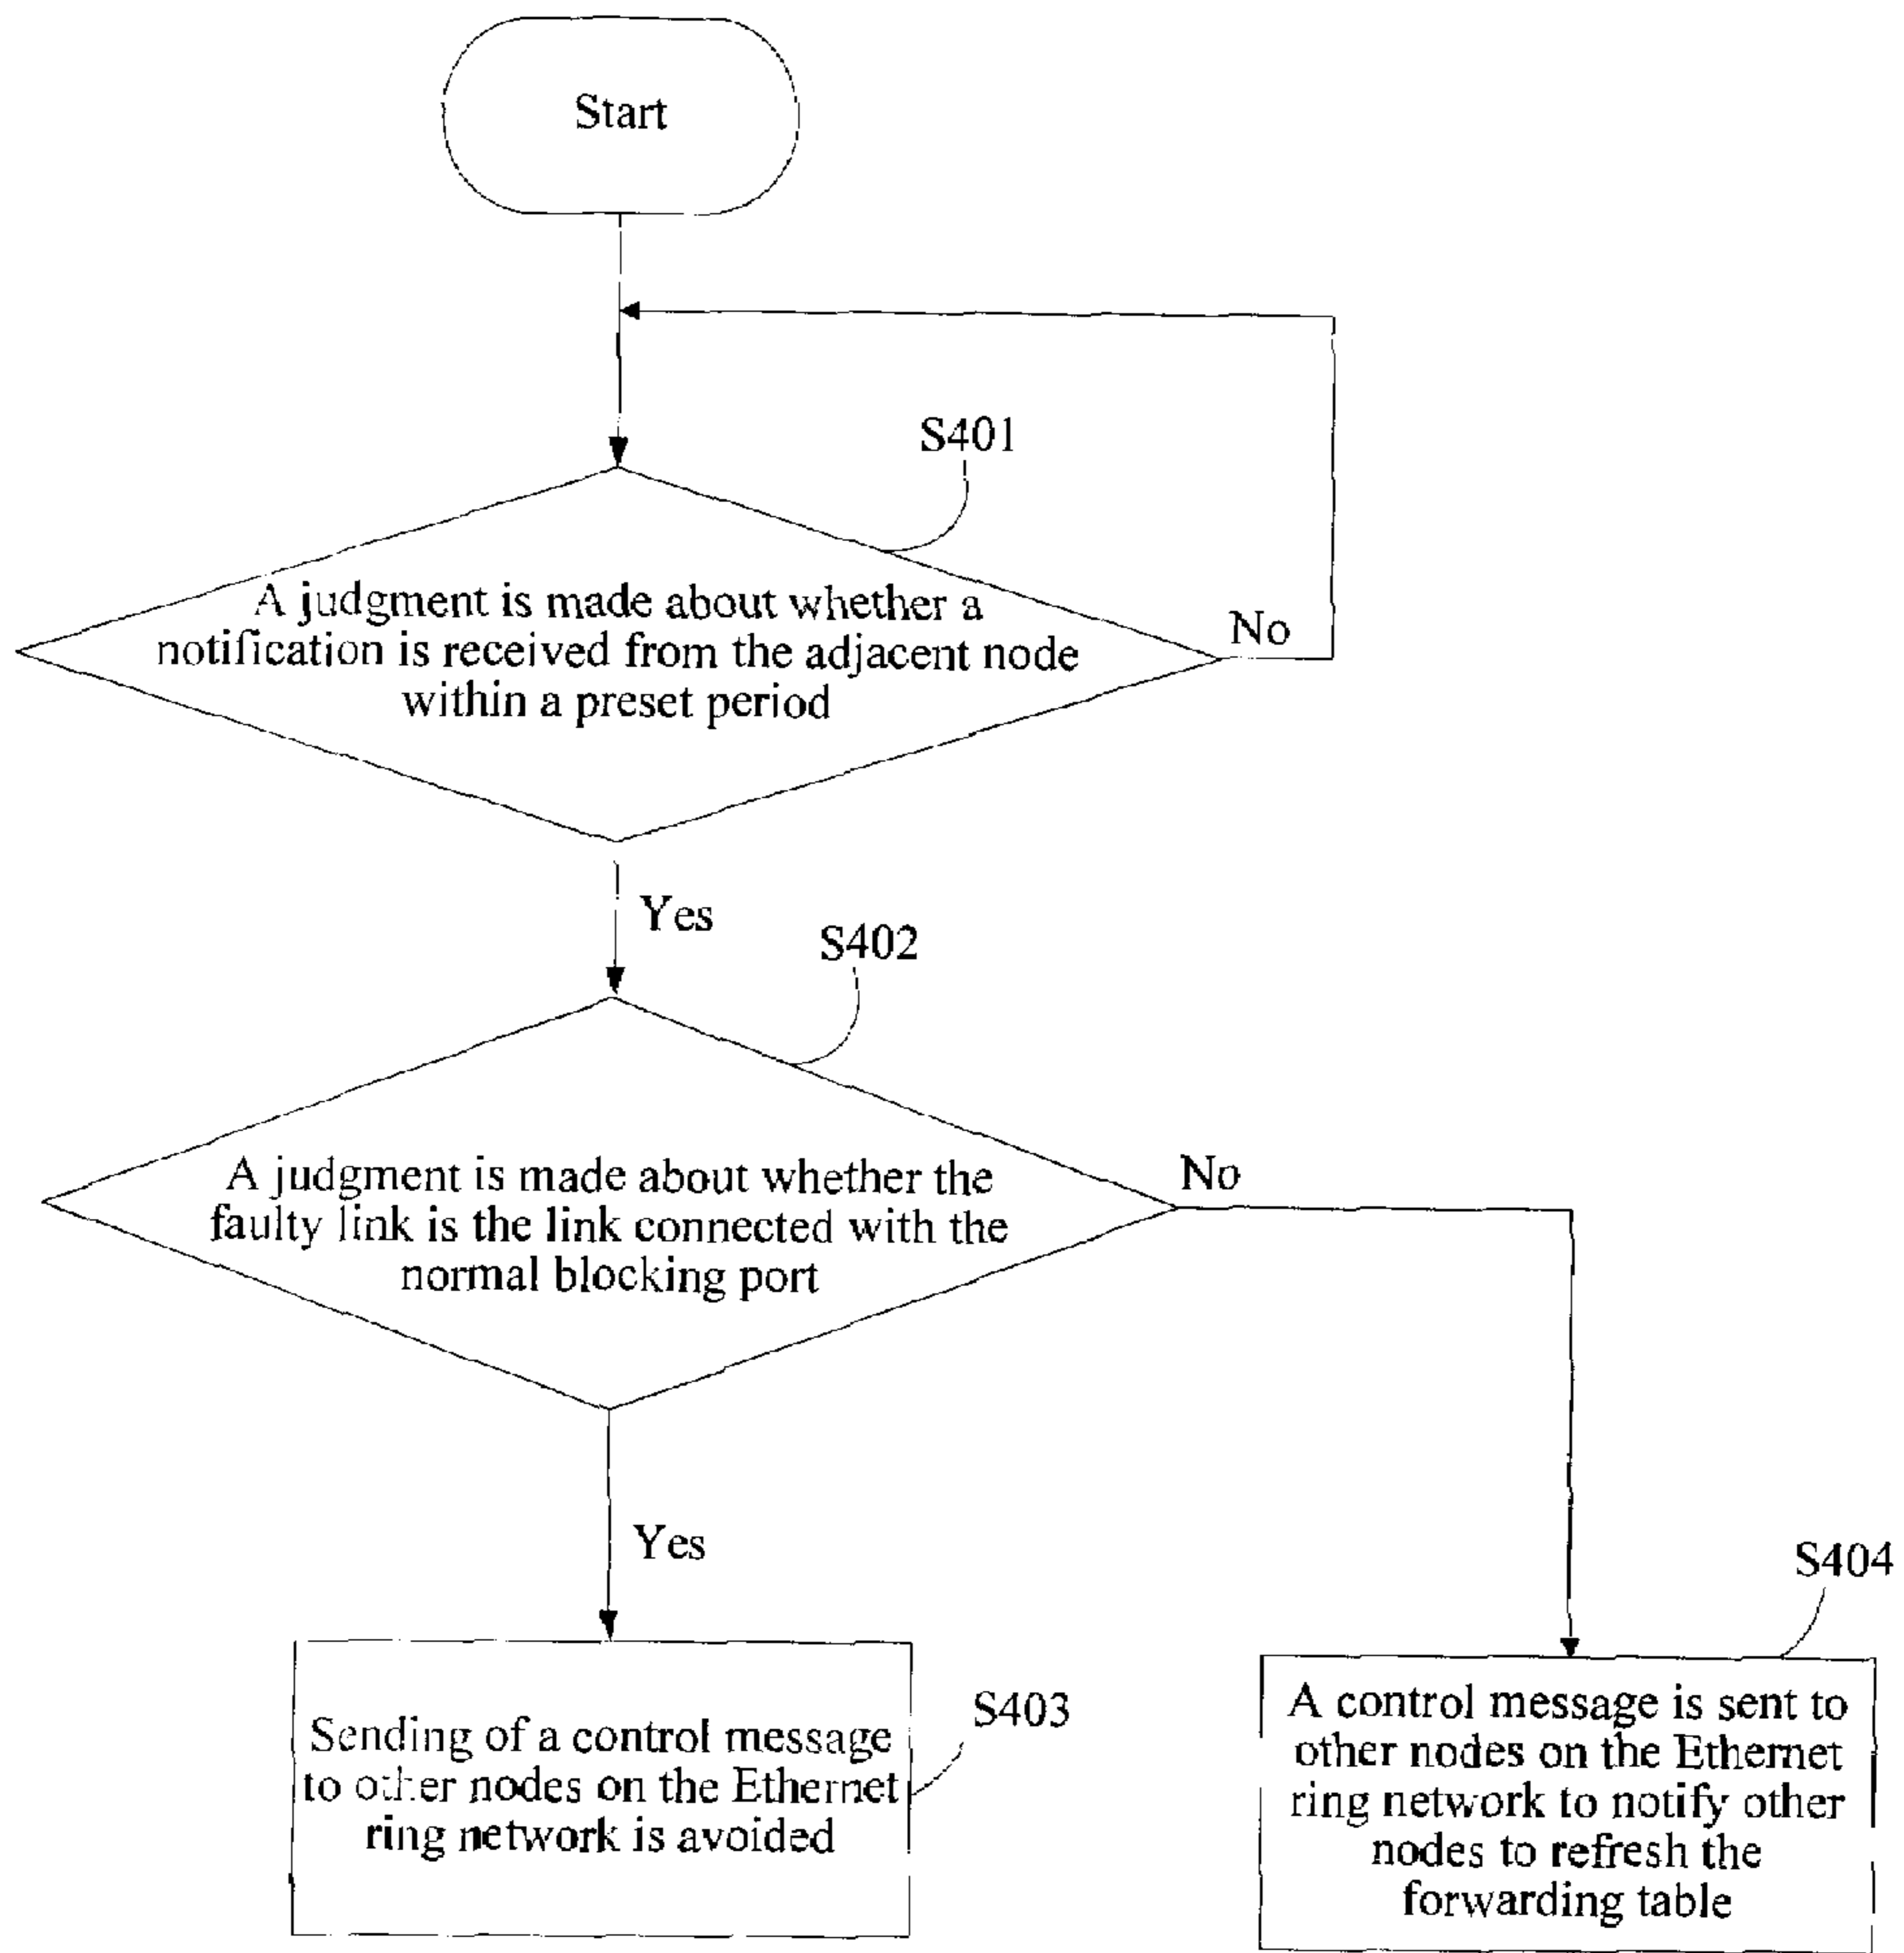 Start
S401
A judgment is made about whether a
notification is received from the adjacent node
within a preset period
No
Yes
S402
A judgment is made about whether the
faulty link is the link connected with the
normal blocking port
No
Yes
S404
S403
Sending of a control message
to other nodes on the Ethernet
ring network is avoided
A control message is sent to
other nodes on the Ethernet
ring network to notify other
nodes to refresh the
forwarding table